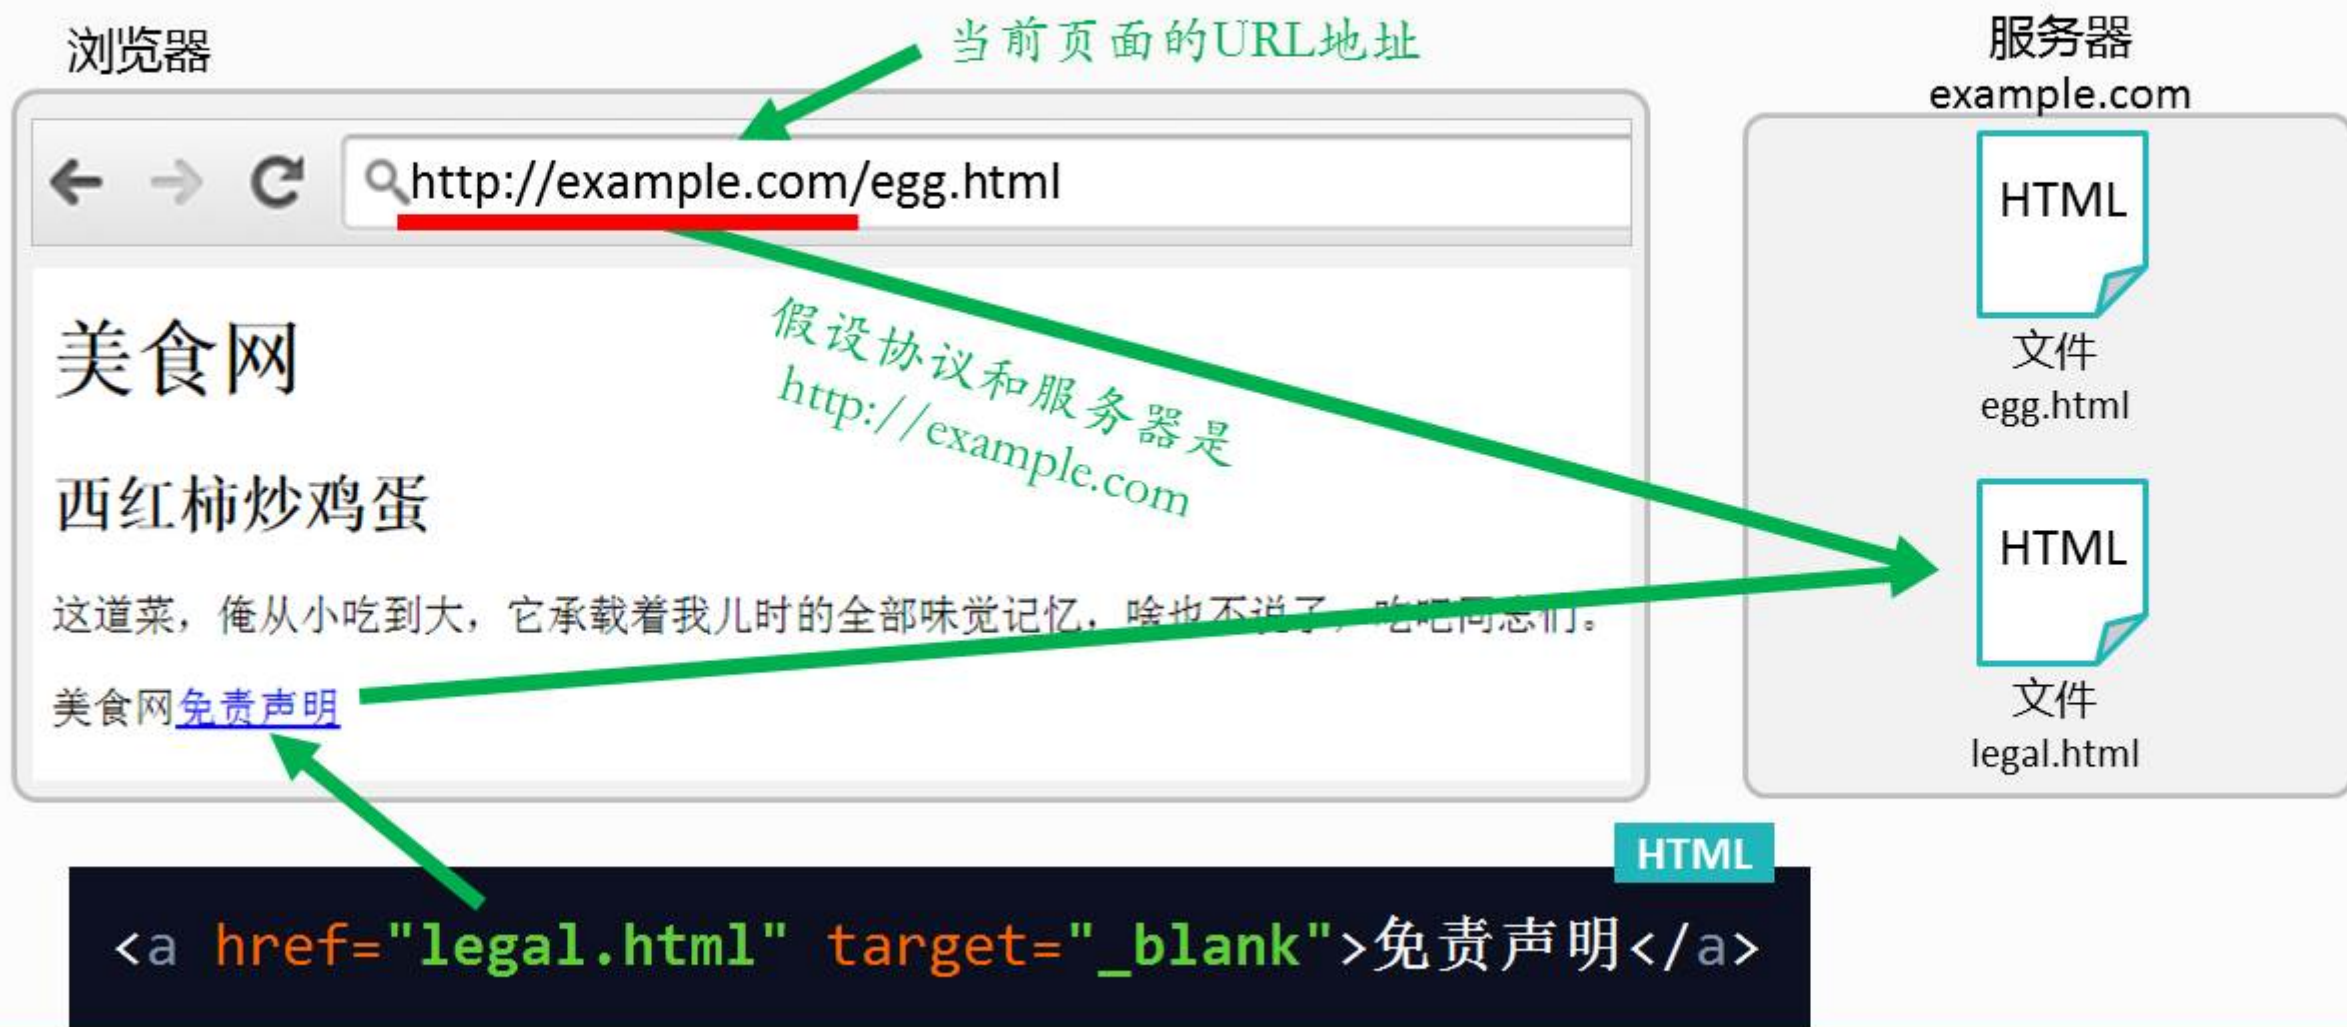 浏览器
当前页面的URL地址
服务器
example.com
http://example.com/egg.html
HTML
文件
egg.html
美食网
假设协议和服务器是
http://example.com
西红柿炒鸡蛋
HTML
文件
legal.html
这道菜，俺从小吃到大，它承载着我儿时的全部味觉记忆，啥也不说了，吃吧同志们。
美食网免责声明
HTML
<a href="legal.html" target="_blank">免责声明</a>